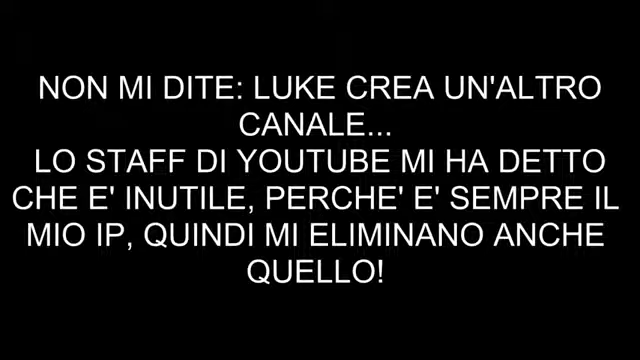 NON MI DITE: LUKE CREA UN'ALTRO
CANALE...
LO STAFF DI YOUTUBE MI HA DETTO
CHE E' INUTILE, PERCHE' E' SEMPRE IL
MIO IP, QUINDI MI ELIMINANO ANCHE
QUELLO!